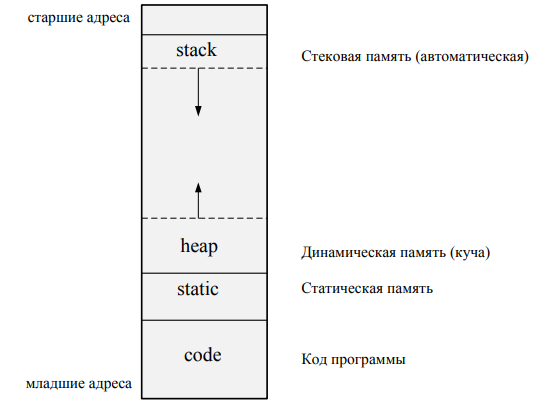 старшие адреса
stack
Стековая память (автоматическая)
heap
Динамическая память (куча)
static
Статическая память
code
Код программы
младшие адреса